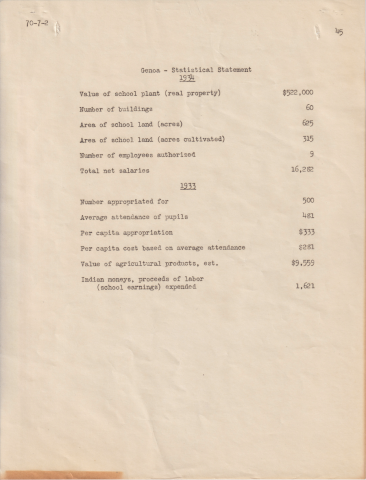 70-7-2
45
Genoa - Statistical Statement
1934
Value of school plant (real property) $522,000
Number of buildings 60
Area of school land (acres) 625
Area of school land (acres cultivated) 315
Number of employees authorized 9
Total net salaries 16,282
1933
Number appropriated for 500
Average attendance of pupils 481
Per capita appropriation $333
Per capita cost based on average attendance $281
Value of agricultural products, est. $9,559
Indian moneys, proceeds of labor
(school earnings) expended 1,621